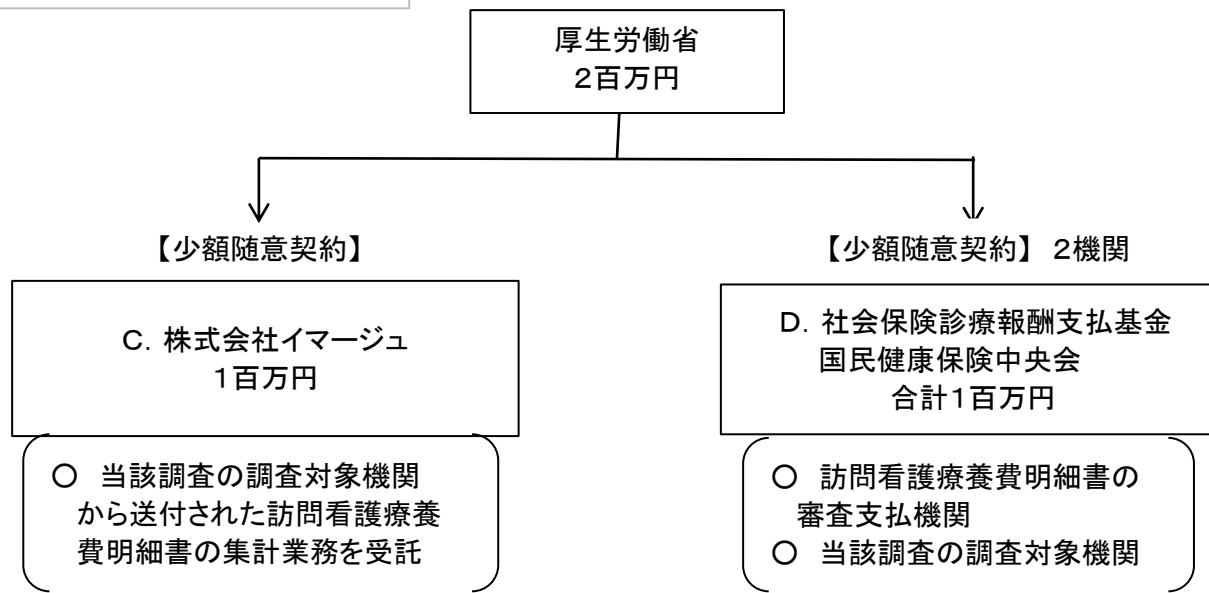 厚生労働省
2百万円
【少額随意契約】
C. 株式会社イマージュ
1百万円
○ 当該調査の調査対象機関
から送付された訪問看護療養
費明細書の集計業務を受託
【少額随意契約】 2機関
D. 社会保険診療報酬支払基金
国民健康保険中央会
合計1百万円
○ 訪問看護療養費明細書の
審査支払機関
○ 当該調査の調査対象機関